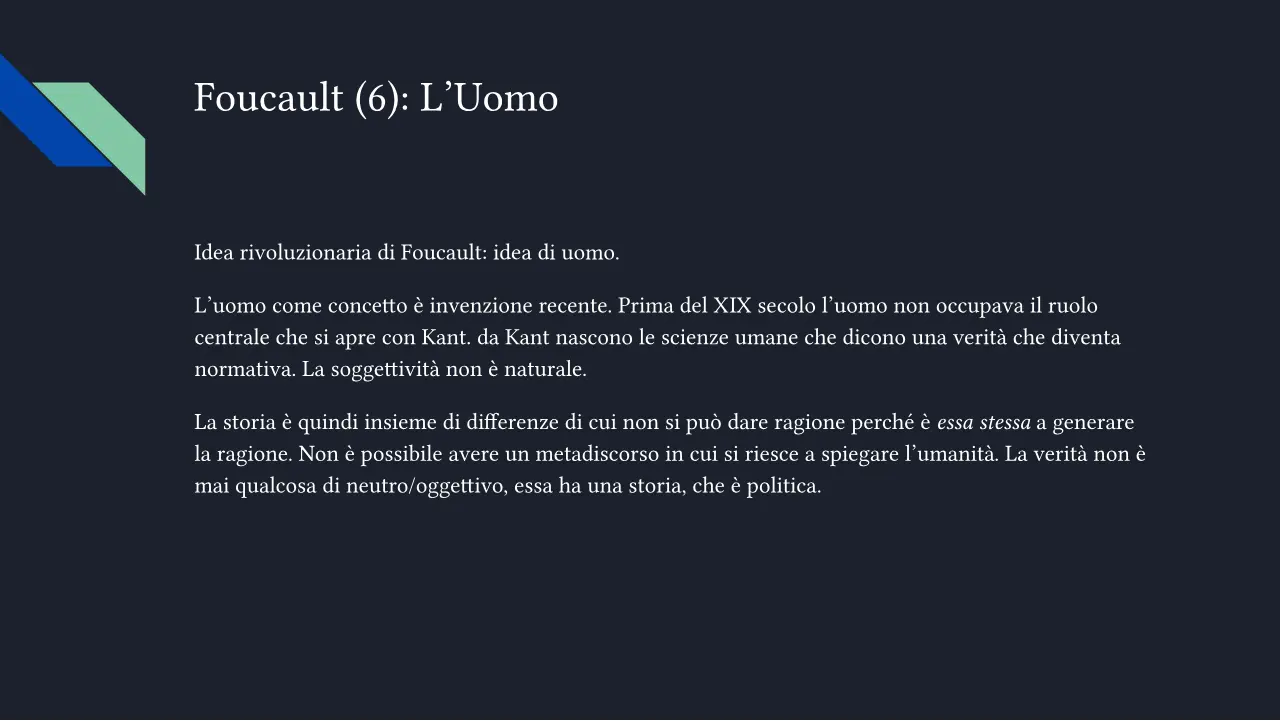 Foucault (6): L’Uomo
Idea rivoluzionaria di Foucault: idea di uomo.
L’uomo come concetto è invenzione recente. Prima del XIX secolo l’uomo non occupava il ruolo
centrale che si apre con Kant. da Kant nascono le scienze umane che dicono una verità che diventa
normativa. La soggettività non è naturale.
La storia è quindi insieme di differenze di cui non si può dare ragione perché è essa stessa a generare
la ragione. Non è possibile avere un metadiscorso in cui si riesce a spiegare l’umanità. La verità non è
mai qualcosa di neutro/oggettivo, essa ha una storia, che è politica.